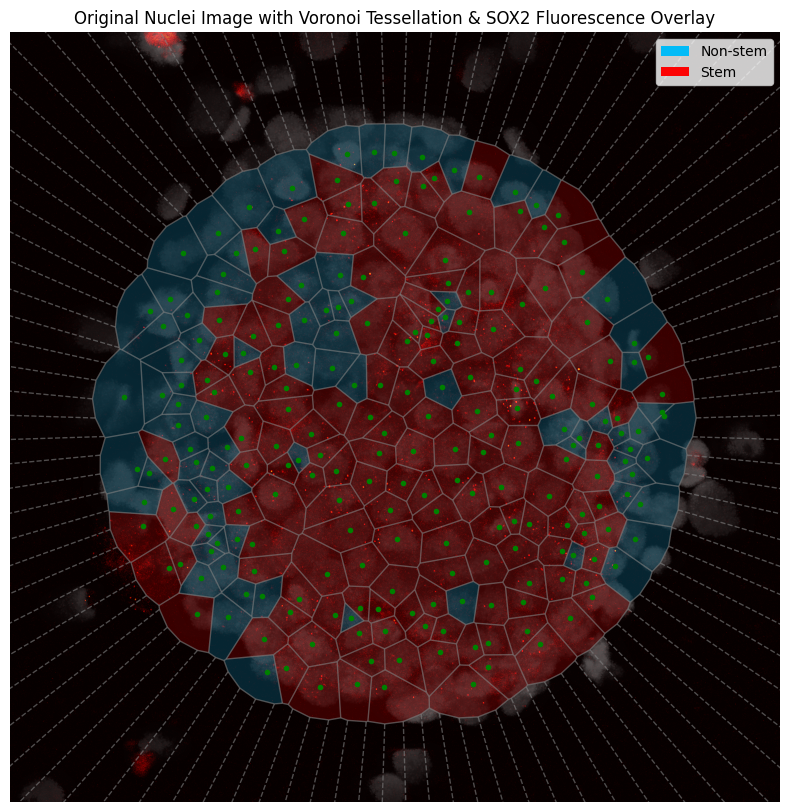 Original Nuclei Image with Voronoi Tessellation & SOX2 Fluorescence Overlay
Non-stem
Stem